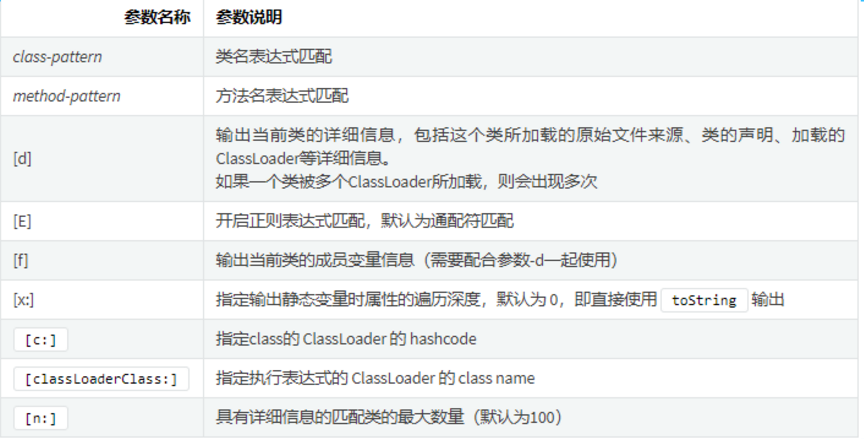 参数名称 参数说明
class-pattern 类名表达式匹配
method-pattern 方法名表达式匹配
[d] 输出当前类的详细信息，包括这个类所加载的原始文件来源、类的声明、加载的
ClassLoader等详细信息。
如果一个类被多个ClassLoader所加载，则会出现多次
[E] 开启正则表达式匹配，默认为通配符匹配
[f] 输出当前类的成员变量信息（需要配合参数-d一起使用）
[x:] 指定输出静态变量时属性的遍历深度，默认为 0，即直接使用 toString 输出
[c:] 指定class的 ClassLoader 的 hashcode
[classLoaderClass:] 指定执行表达式的 ClassLoader 的 class name
[n:] 具有详细信息的匹配类的最大数量（默认为100）